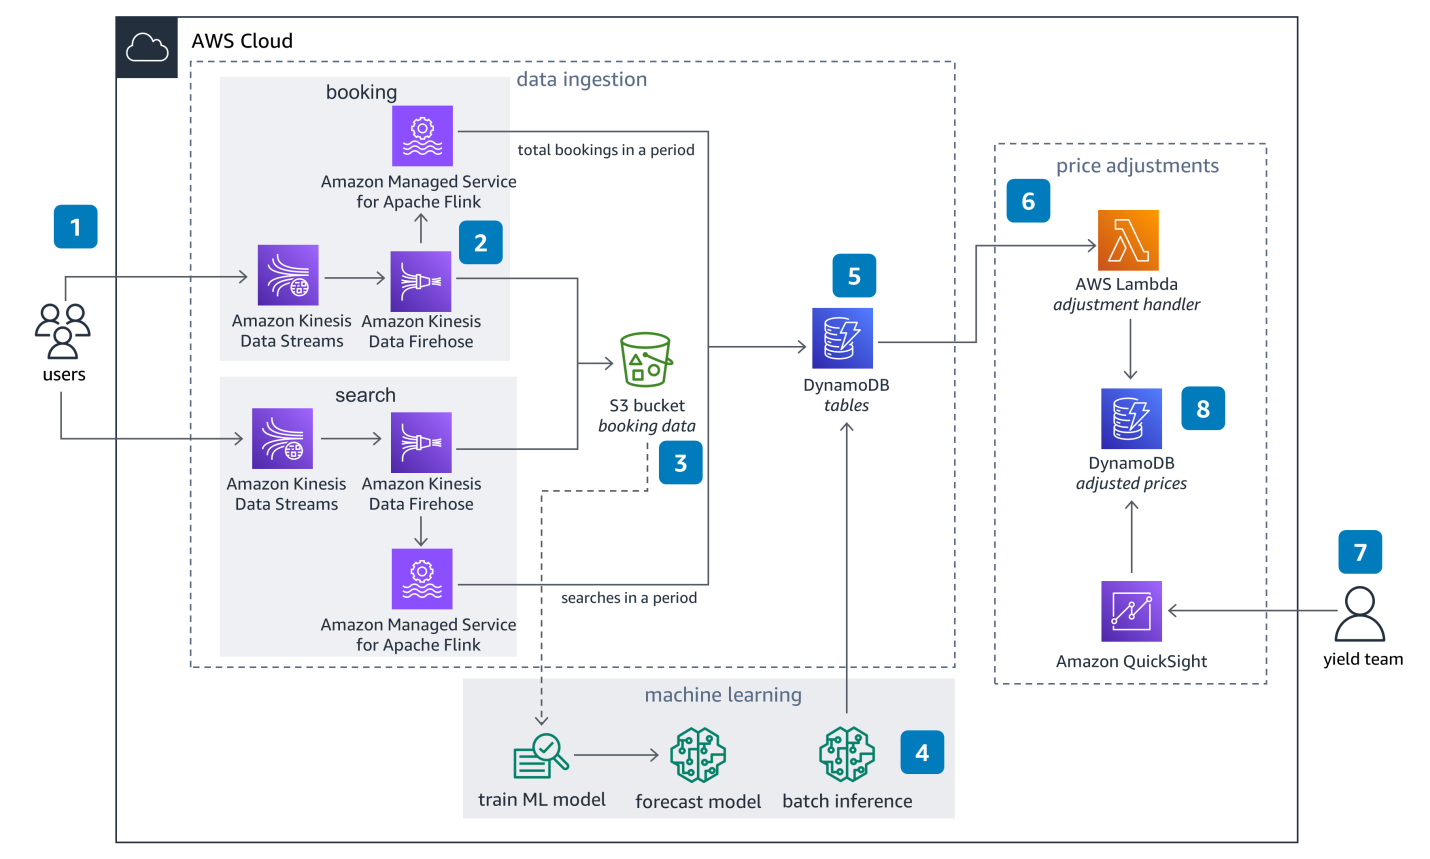 AWS Cloud
data ingestion
booking
total bookings in a period
Amazon Managed Service
for Apache Flink
1
2
Amazon Kinesis
Data Streams
Amazon Kinesis
Data Firehose
users
search
Amazon Kinesis
Data Streams
Amazon Kinesis
Data Firehose
searches in a period
Amazon Managed Service
for Apache Flink
S3 bucket
booking data
3
5
DynamoDB
tables
machine learning
train ML model
forecast model
batch inference
4
price adjustments
6
AWS Lambda
adjustment handler
8
DynamoDB
adjusted prices
7
Amazon QuickSight
yield team